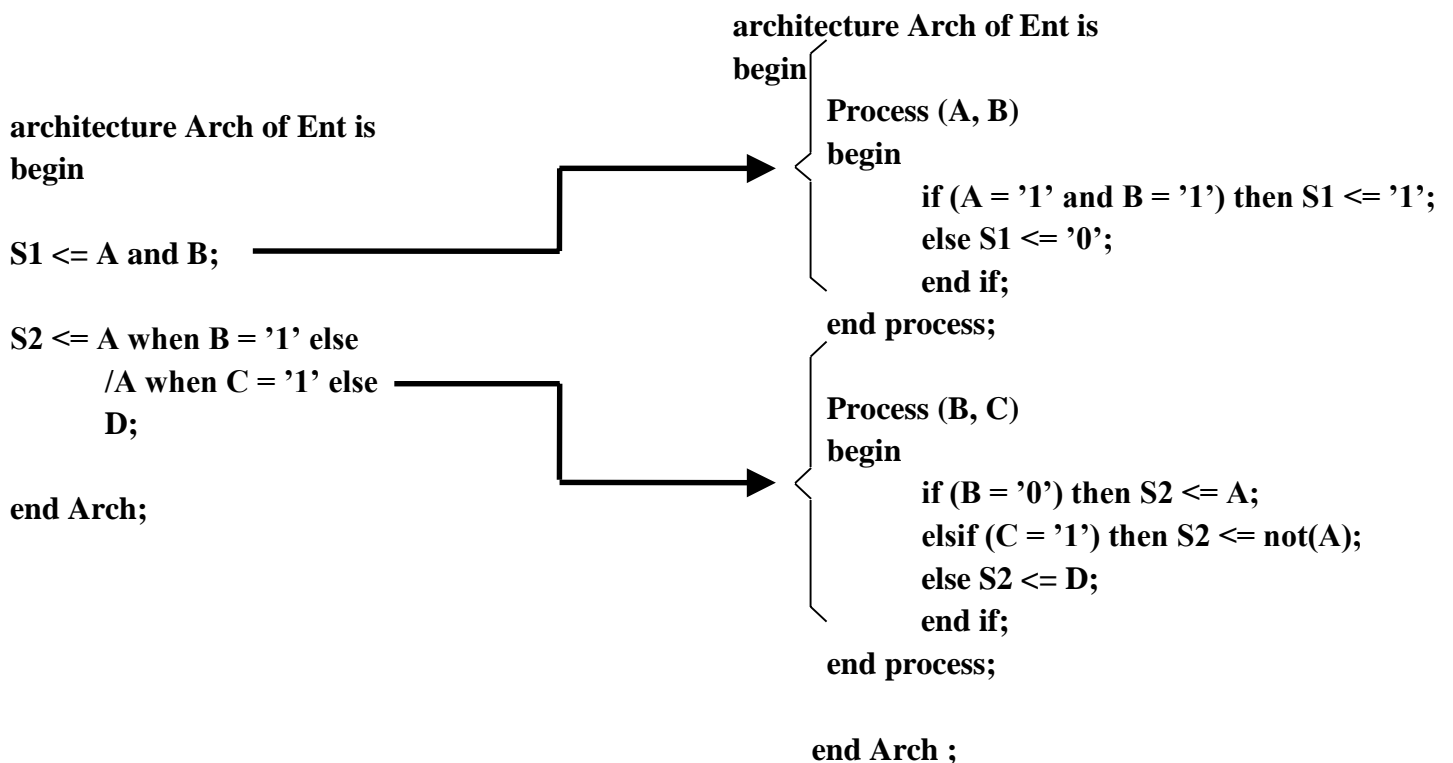 architecture Arch of Ent is
begin
S1 <= A and B;
S2 <= A when B = ’1’ else
/A when C = ’1’ else
D;
end Arch;
architecture Arch of Ent is
begin
Process (A, B)
begin
if (A = ’1’ and B = ’1’) then S1 <= ’1’;
else S1 <= ’0’;
end if;
end process;
Process (B, C)
begin
if (B = ’0’) then S2 <= A;
elsif (C = ’1’) then S2 <= not(A);
else S2 <= D;
end if;
end process;
end Arch ;